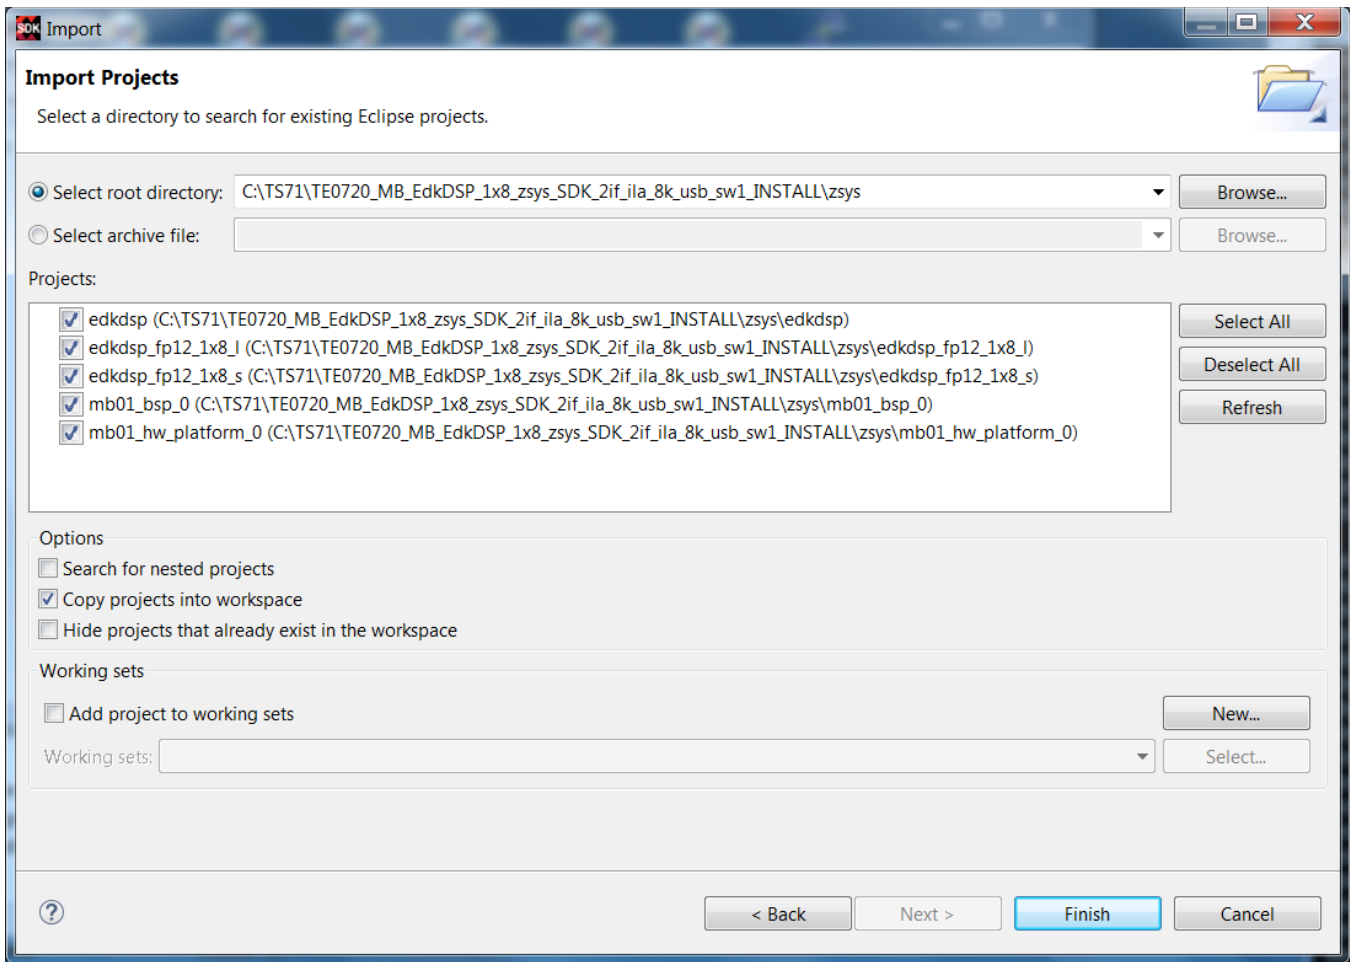 SDK Import
Import Projects
Select a directory to search for existing Eclipse projects.
Select root directory: C:\TS71\TE0720_MB_EdkDSP_1x8_zsys_SDK_2if_ila_8k_usb_sw1_INSTALL\zsys Browse...
Select archive file: Browse...
Projects:
edkdsp (C:\TS71\TE0720_MB_EdkDSP_1x8_zsys_SDK_2if_ila_8k_usb_sw1_INSTALL\zsys\edkdsp) Select All
edkdsp_fp12_1x8_l (C:\TS71\TE0720_MB_EdkDSP_1x8_zsys_SDK_2if_ila_8k_usb_sw1_INSTALL\zsys\edkdsp_fp12_1x8_l)
edkdsp_fp12_1x8_s (C:\TS71\TE0720_MB_EdkDSP_1x8_zsys_SDK_2if_ila_8k_usb_sw1_INSTALL\zsys\edkdsp_fp12_1x8_s) Deselect All
mb01_bsp_0 (C:\TS71\TE0720_MB_EdkDSP_1x8_zsys_SDK_2if_ila_8k_usb_sw1_INSTALL\zsys\mb01_bsp_0) Refresh
mb01_hw_platform_0 (C:\TS71\TE0720_MB_EdkDSP_1x8_zsys_SDK_2if_ila_8k_usb_sw1_INSTALL\zsys\mb01_hw_platform_0)
Options
Search for nested projects
Copy projects into workspace
Hide projects that already exist in the workspace
Working sets
Add project to working sets New...
Working sets: Select...
? < Back Next > Finish Cancel